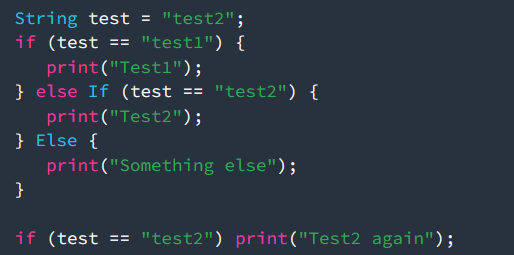 String test = "test2";
if (test == "test1") {
   print("Test1");
} else If (test == "test2") {
   print("Test2");
} Else {
   print("Something else");
}

if (test == "test2") print("Test2 again");